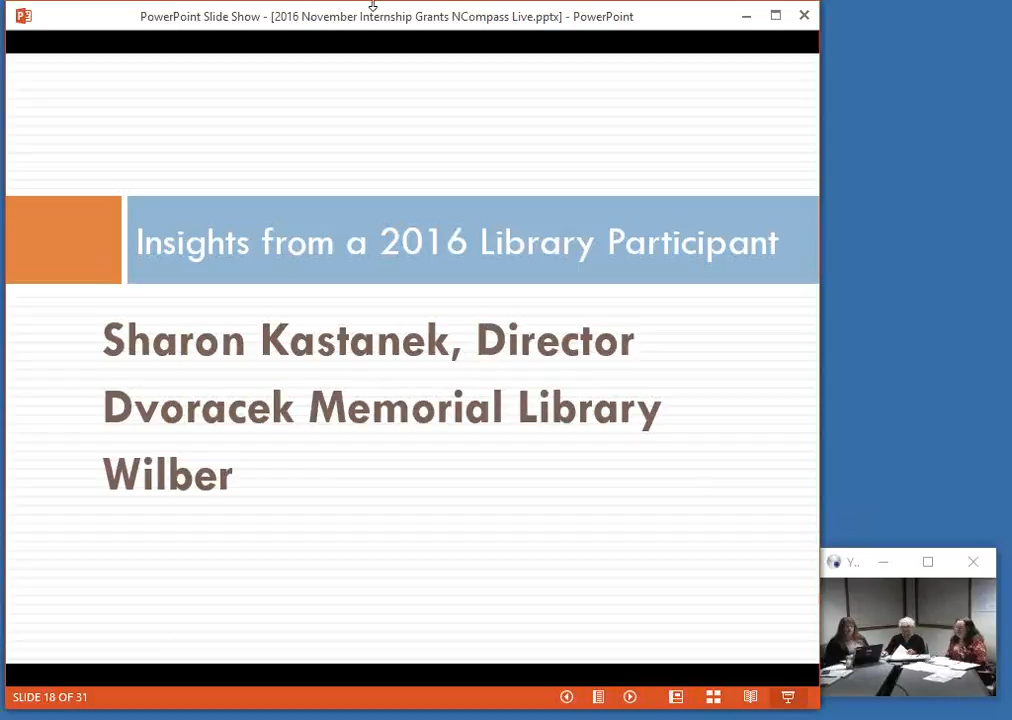 PowerPoint Slide Show - [2016 November Internship Grants NCompass Live.pptx] - PowerPoint
Insights from a 2016 Library Participant
Sharon Kastanek, Director
Dvoracek Memorial Library
Wilber
Y..
SLIDE 18 OF 31